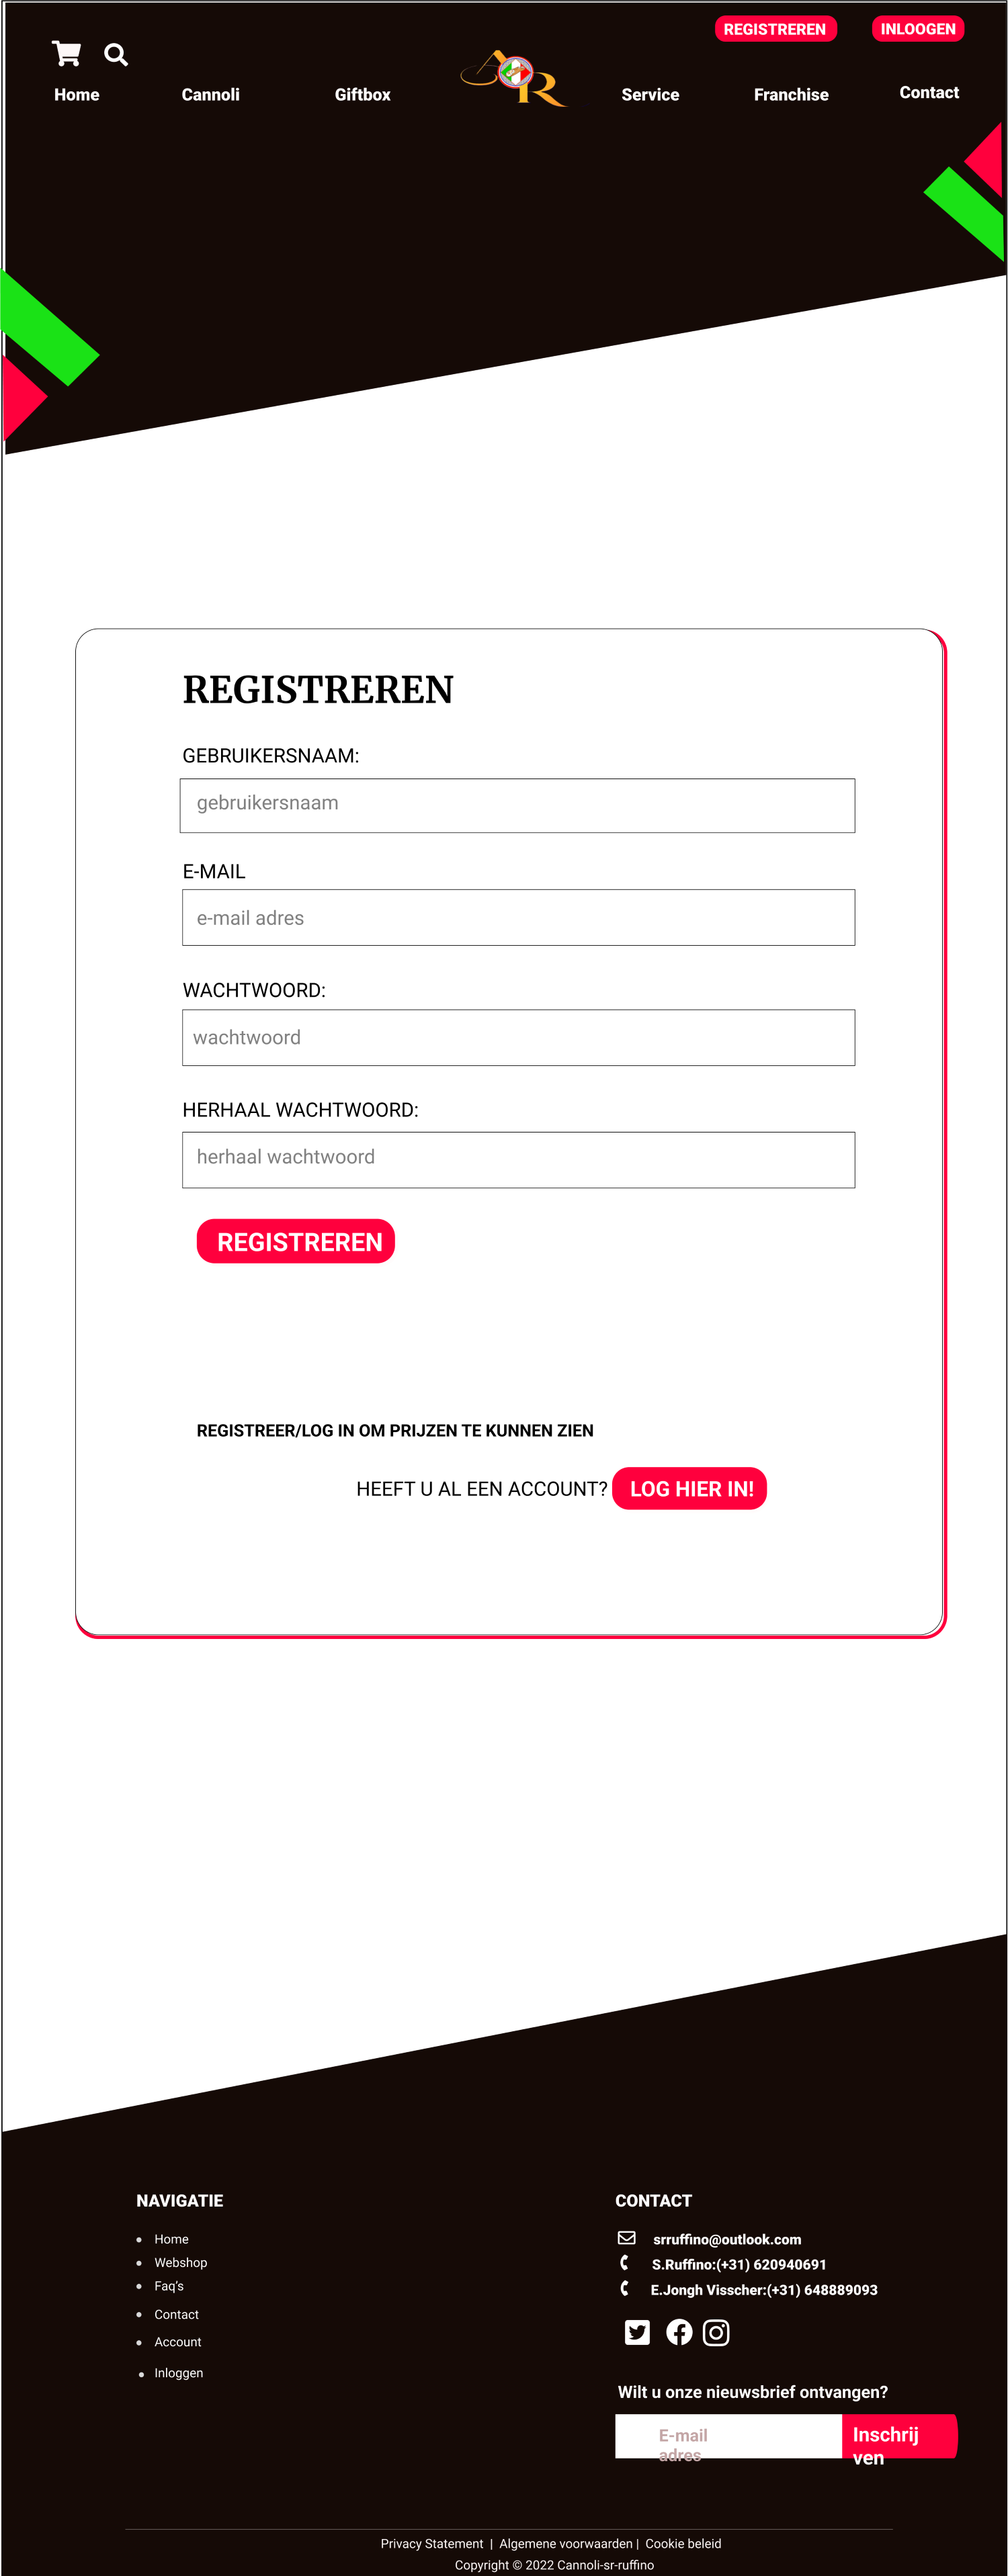 REGISTREREN
INLOOGEN
Home
Cannoli
Giftbox
Service
Franchise
Contact
REGISTREREN
GEBRUIKERSNAAM:
gebruikersnaam
E-MAIL
e-mail adres
WACHTWOORD:
wachtwoord
HERHAAL WACHTWOORD:
herhaal wachtwoord
REGISTREREN
REGISTREER/LOG IN OM PRIJZEN TE KUNNEN ZIEN
HEEFT U AL EEN ACCOUNT? LOG HIER IN!
NAVIGATIE
Home
Webshop
Faq's
Contact
Account
Inloggen
CONTACT
srruffino@outlook.com
S.Ruffino:(+31) 620940691
E.Jongh Visscher:(+31) 648889093
Wilt u onze nieuwsbrief ontvangen?
E-mail
adres
Inschrij
ven
Privacy Statement | Algemene voorwaarden | Cookie beleid
Copyright © 2022 Cannoli-sr-ruffino